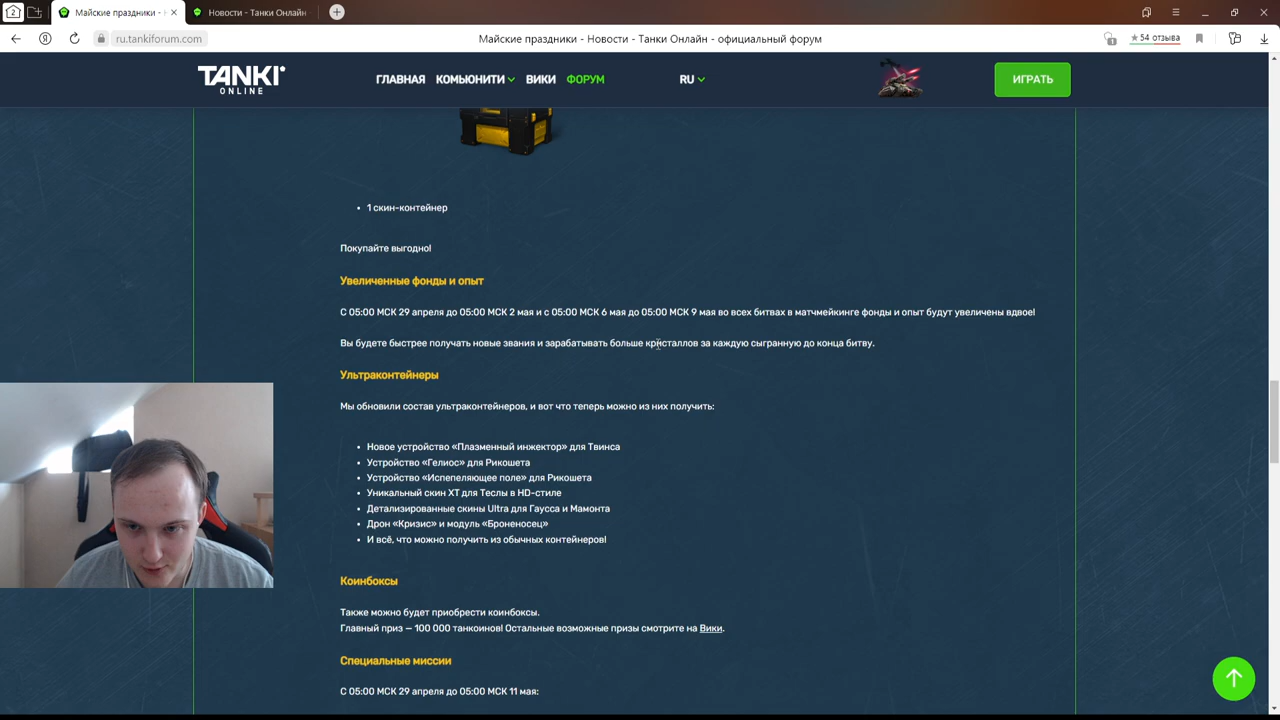 2
Майские праздники -
Новости - Танки Онлайн
ru.tankiforum.com
Майские праздники - Новости - Танки Онлайн - официальный форум
★ 54 отзыва
TANKI
ONLINE
ГЛАВНАЯ
КОМЬЮНИТИ
ВИКИ
ФОРУМ
RU
ИГРАТЬ
• 1 скин-контейнер
Покупайте выгодно!
Увеличенные фонды и опыт
С 05:00 МСК 29 апреля до 05:00 МСК 2 мая и с 05:00 МСК 6 мая до 05:00 МСК 9 мая во всех битвах в матчмейкинге фонды и опыт будут увеличены вдвое!
Вы будете быстрее получать новые звания и зарабатывать больше кристаллов за каждую сыгранную до конца битву.
Ультраконтейнеры
Мы обновили состав ультраконтейнеров, и вот что теперь можно из них получить:
• Новое устройство «Плазменный инжектор» для Твинса
• Устройство «Гелиос» для Рикошета
• Устройство «Испепеляющее поле» для Рикошета
• Уникальный скин XT для Теслы в HD-стиле
• Детализированные скины Ultra для Гаусса и Мамонта
• Дрон «Кризис» и модуль «Броненосец»
• И всё, что можно получить из обычных контейнеров!
Коинбоксы
Также можно будет приобрести коинбоксы.
Главный приз — 100 000 танкоинов! Остальные возможные призы смотрите на Вики.
Специальные миссии
С 05:00 МСК 29 апреля до 05:00 МСК 11 мая: